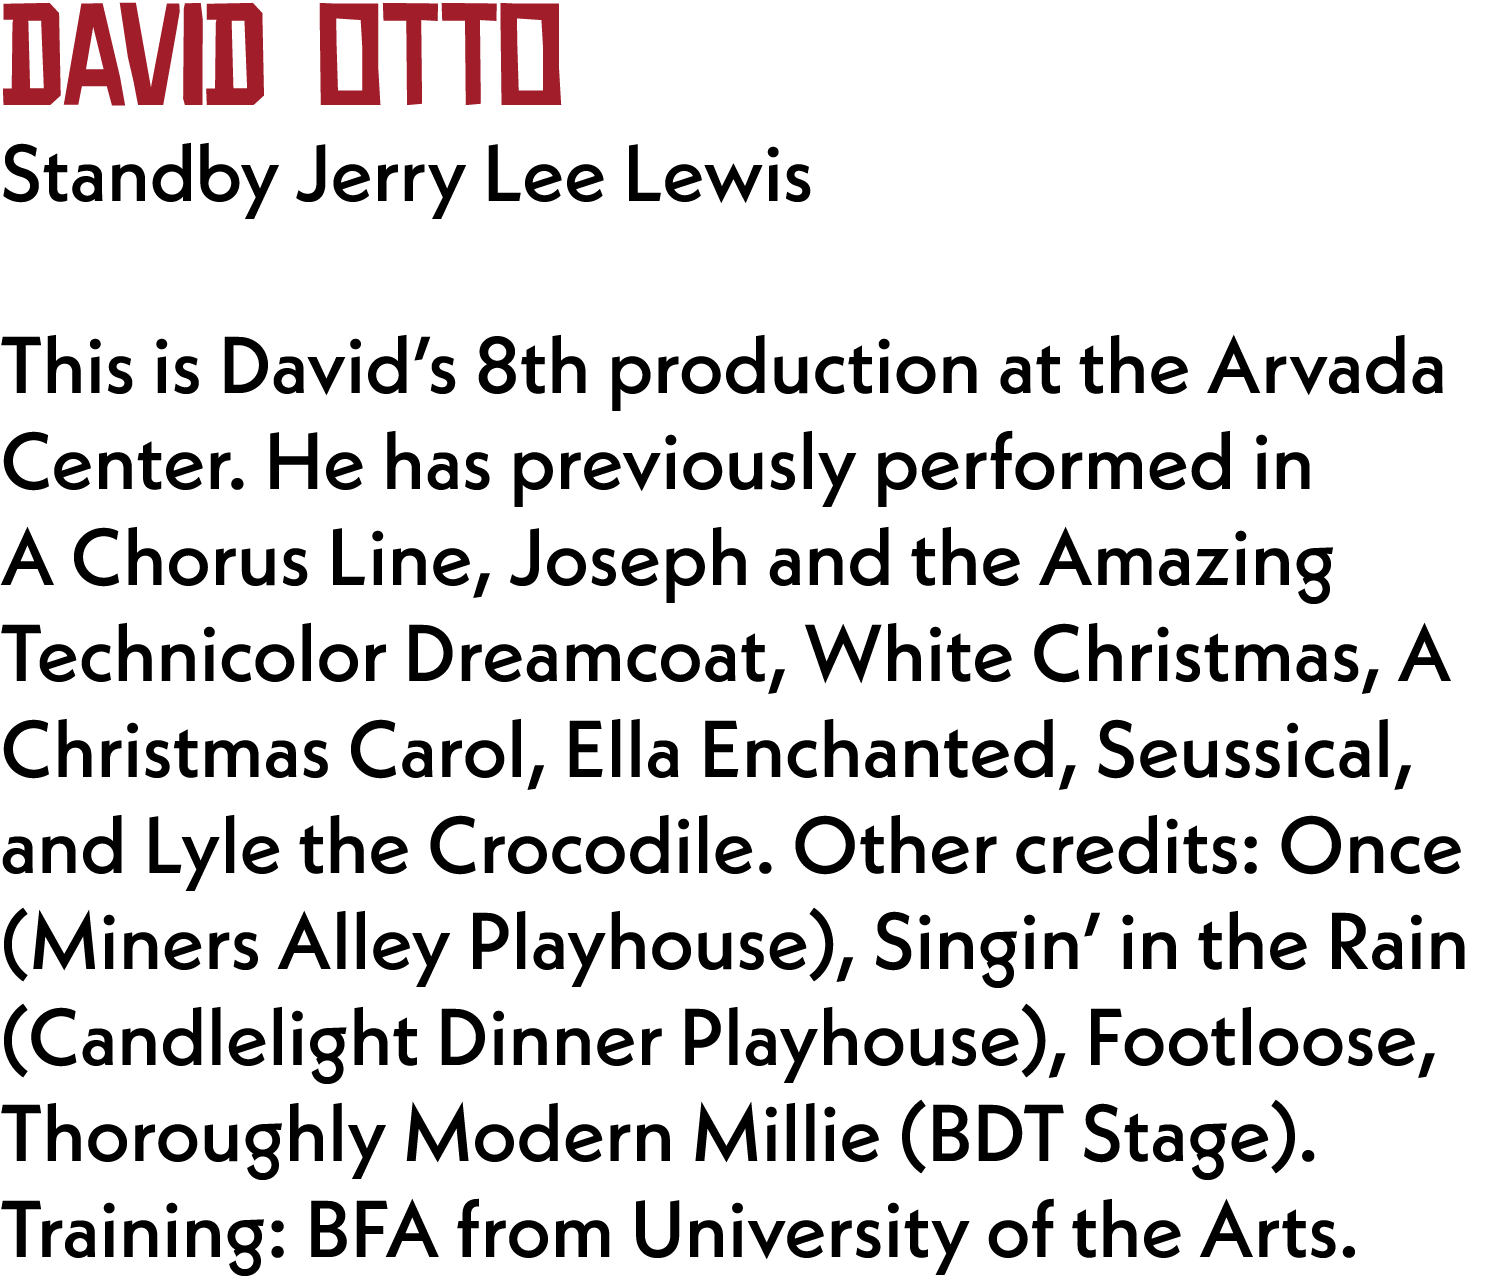 DAVID OTTO
Standby Jerry Lee Lewis
This is David’s 8th production at the Arvada
Center. He has previously performed in
A Chorus Line, Joseph and the Amazing
Technicolor Dreamcoat, White Christmas, A
Christmas Carol, Ella Enchanted, Seussical,
and Lyle the Crocodile. Other credits: Once
(Miners Alley Playhouse), Singin’ in the Rain
(Candlelight Dinner Playhouse), Footloose,
Thoroughly Modern Millie (BDT Stage).
Training: BFA from University of the Arts.